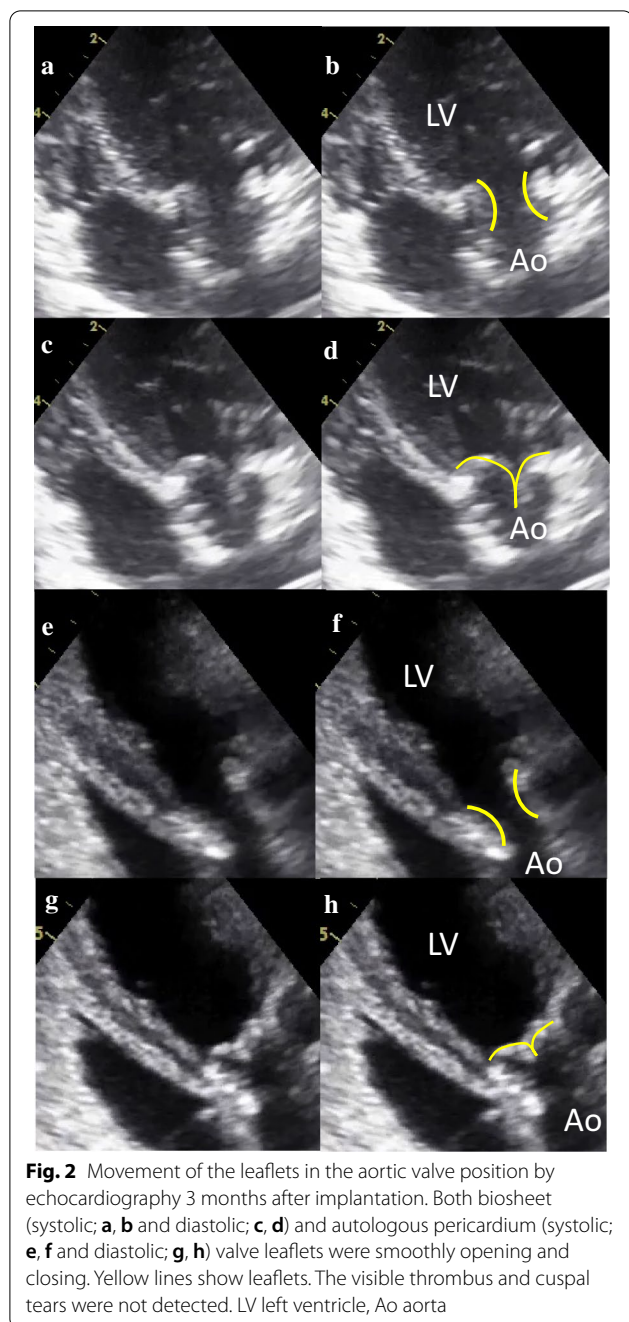 2
a
b
4
LV
Ao
2
c
d
4
LV
Ao
e
f
LV
Ao
g
h
5
5
LV
Ao
Fig. 2 Movement of the leaflets in the aortic valve position by
echocardiography 3 months after implantation. Both biosheet
(systolic; a, b and diastolic; c, d) and autologous pericardium (systolic;
e, f and diastolic; g, h) valve leaflets were smoothly opening and
closing. Yellow lines show leaflets. The visible thrombus and cuspal
tears were not detected. LV left ventricle, Ao aorta